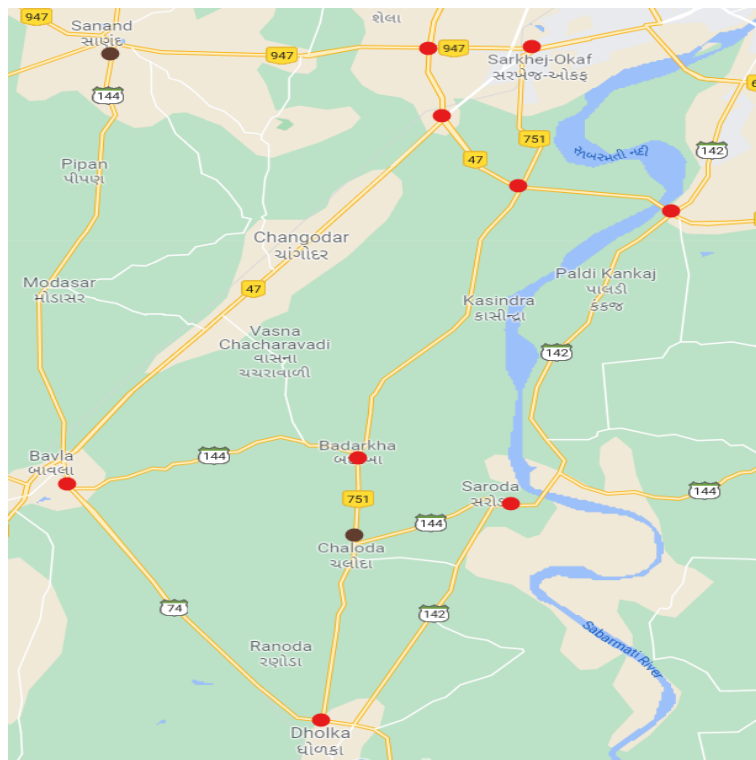 947
Sanand
સાણંદ
શેલા
947
947
Sarkhej-Okaf
સરખેજ-ઓકફ
144
751
47
142
સાબરમતી નદી
Pipan
પીપણ
Changodar
ચાંગોદર
Modasar
મોડાસર
47
Kasindra
કાસીન્દ્રા
Paldi Kankaj
પાલડી
કંકજ
Vasna
Chacharavadi
વાસના
ચચરાવાળી
142
Bavla
બાવલા
144
Badarkha
Saroda
144
751
144
Chaloda
ચલોદા
74
142
Ranoda
રણોડા
Sabarmati River
Dholka
ધોળકા